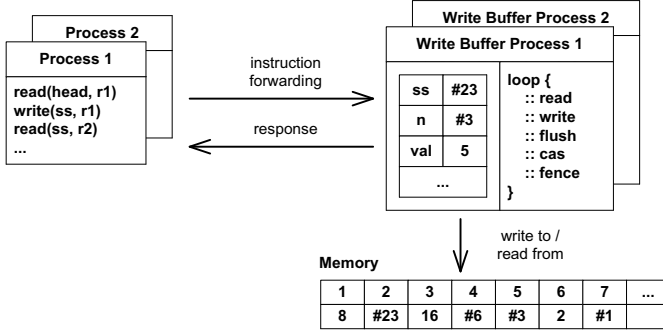 Process 2
Process 1
read(head, r1)
write(ss, r1)
read(ss, r2)
...
instruction
forwarding
response
Write Buffer Process 2
Write Buffer Process 1
ss #23
n #3
val 5
...
loop {
:: read
:: write
:: flush
:: cas
:: fence
}
write to /
read from
Memory
1 2 3 4 5 6 7 ...
8 #23 16 #6 #3 2 #1